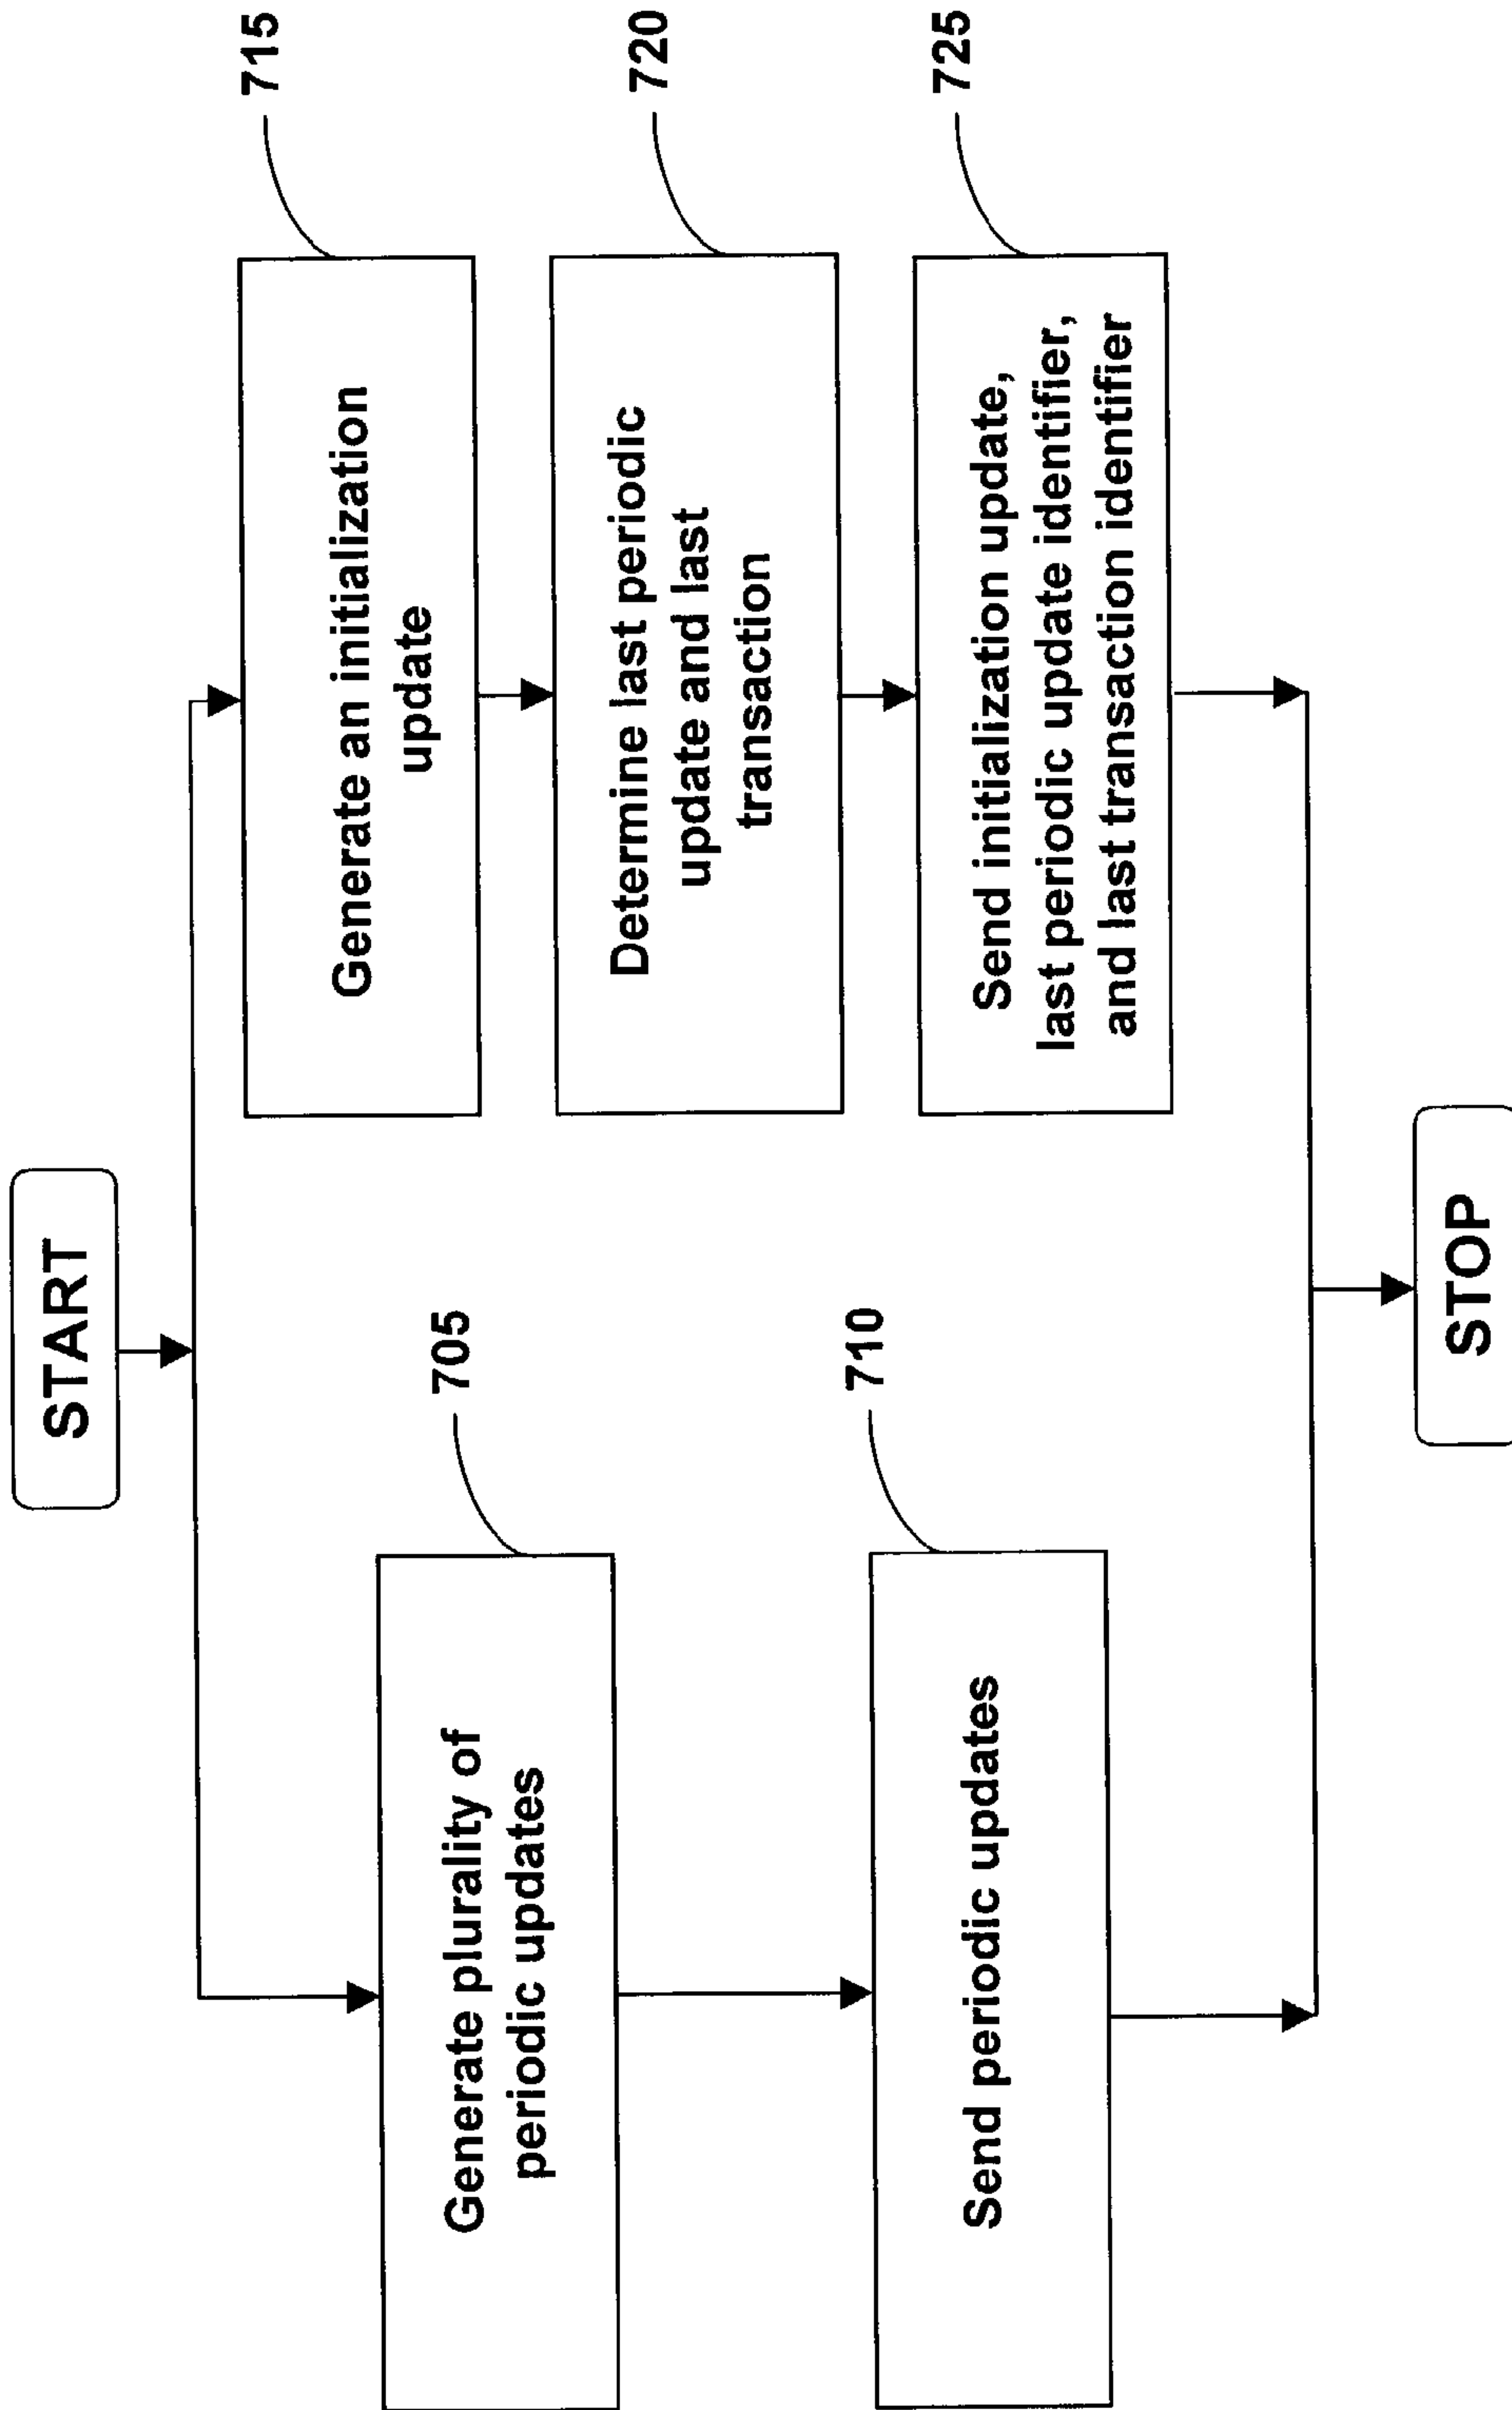 START
705
Generate plurality of
periodic updates
710
Send periodic updates
715
Generate an initialization
update
720
Determine last periodic
update and last
transaction
725
Send initialization update,
last periodic update identifier,
and last transaction identifier
STOP